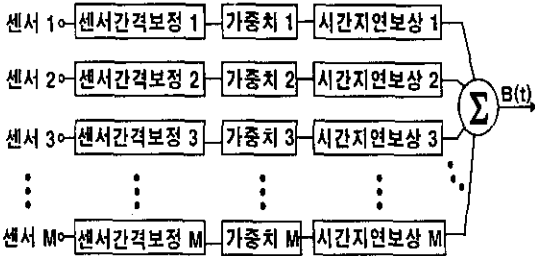 센서 1 센서간격보정 1 가중치 1 시간지연보상 1
센서 2 센서간격보정 2 가중치 2 시간지연보상 2
Σ B(t)
센서 3 센서간격보정 3 가중치 3 시간지연보상 3
센서 M 센서간격보정 M 가중치 M 시간지연보상 M